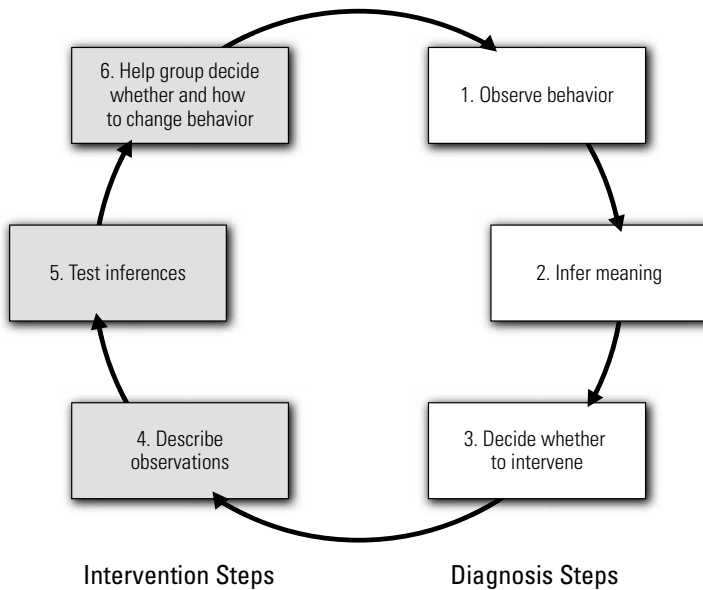 6. Help group decide
whether and how
to change behavior
1. Observe behavior
5. Test inferences
2. Infer meaning
4. Describe
observations
3. Decide whether
to intervene
Intervention Steps
Diagnosis Steps